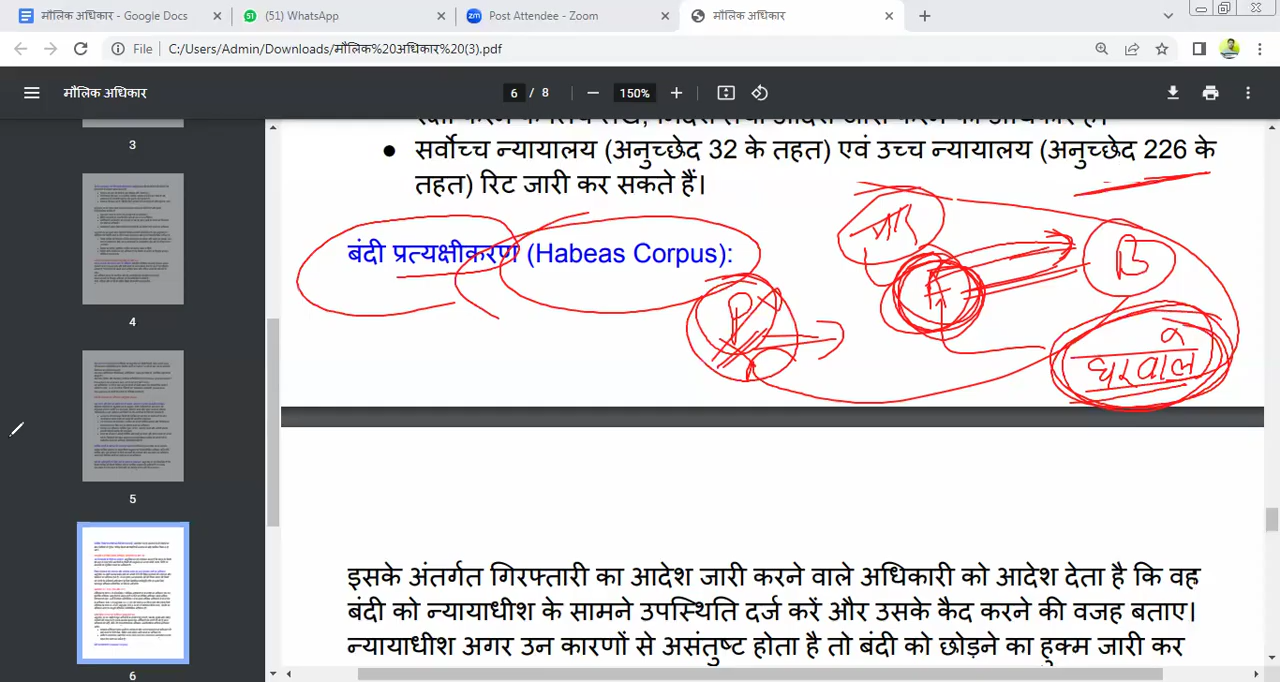 मौलिक अधिकार - Google Docs
(51) WhatsApp
Post Attendee - Zoom
मौलिक अधिकार
File
C:/Users/Admin/Downloads/मौलिक%20अधिकार%20(3).pdf
मौलिक अधिकार
6 / 8
150%
3
4
5
6
सर्वोच्च न्यायालय (अनुच्छेद 32 के तहत) एवं उच्च न्यायालय (अनुच्छेद 226 के
तहत) रिट जारी कर सकते हैं।
बंदी प्रत्यक्षीकरण (Habeas Corpus):
P
B
घरवाले
इसके अंतर्गत गिरफ्तारी का आदेश जारी करने वाले अधिकारी को आदेश देता है कि वह
बंदी को न्यायाधीश के सामने उपस्थिति दर्ज करें और उसके कैद करने की वजह बताए।
न्यायाधीश अगर उन कारणों से असंतुष्ट होता है तो बंदी को छोड़ने का हुक्म जारी कर